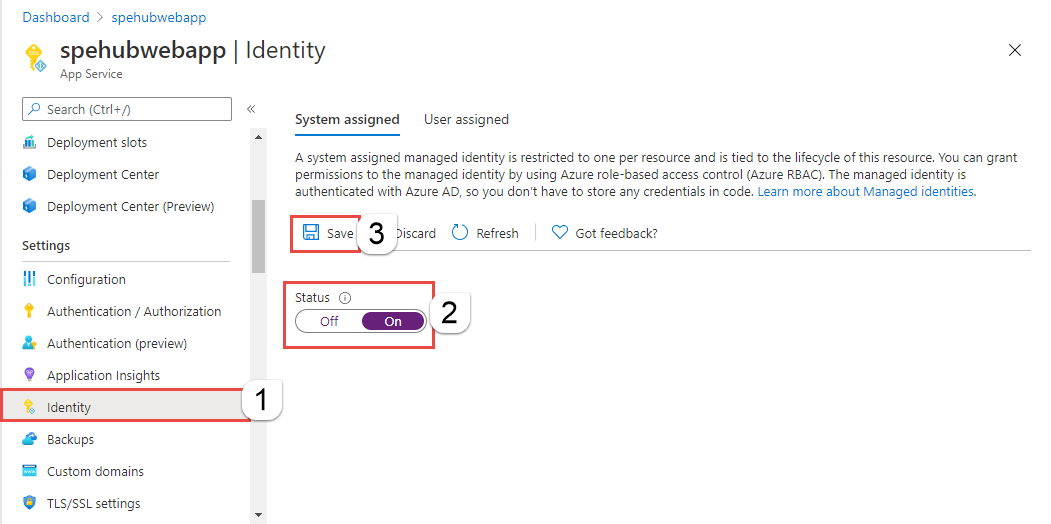 Dashboard > spehubwebapp
spehubwebapp | Identity
App Service
Search (Ctrl+/)
Deployment slots
Deployment Center
Deployment Center (Preview)
Settings
Configuration
Authentication / Authorization
Authentication (preview)
Application Insights
Identity
1
Backups
Custom domains
TLS/SSL settings
System assigned User assigned
A system assigned managed identity is restricted to one per resource and is tied to the lifecycle of this resource. You can grant
permissions to the managed identity by using Azure role-based access control (Azure RBAC). The managed identity is
authenticated with Azure AD, so you don't have to store any credentials in code. Learn more about Managed identities.
Save 3 Discard Refresh Got feedback?
Status
Off On 2